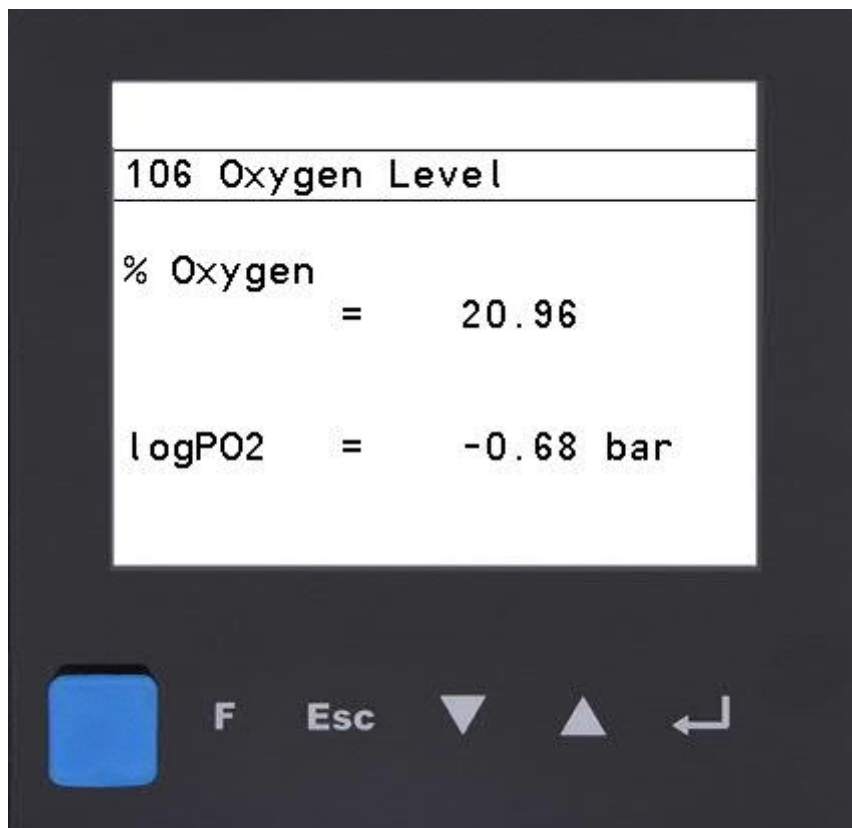 106 Oxygen Level
% Oxygen
= 20.96
logPO2 = -0.68 bar
F Esc